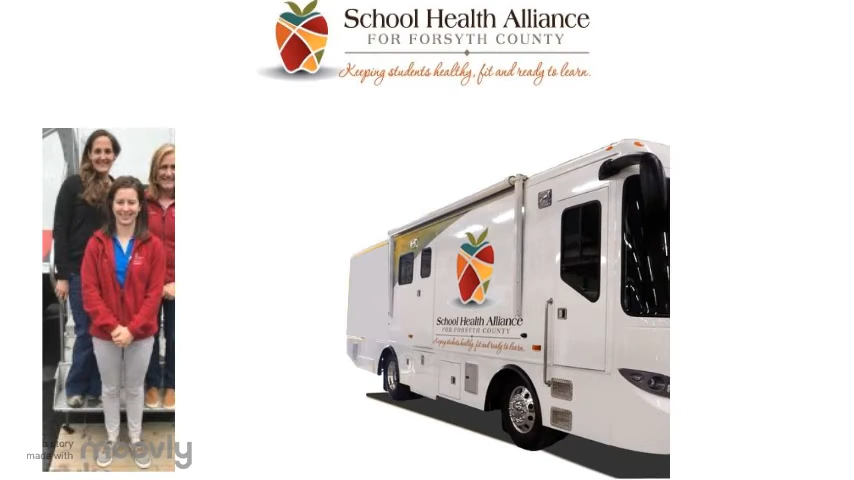 School Health Alliance
FOR FORSYTH COUNTY
Keeping students healthy, fit and ready to learn.
School Health Alliance
FOR FORSYTH COUNTY
Keeping students healthy, fit and ready to learn.
a story
made with moovly